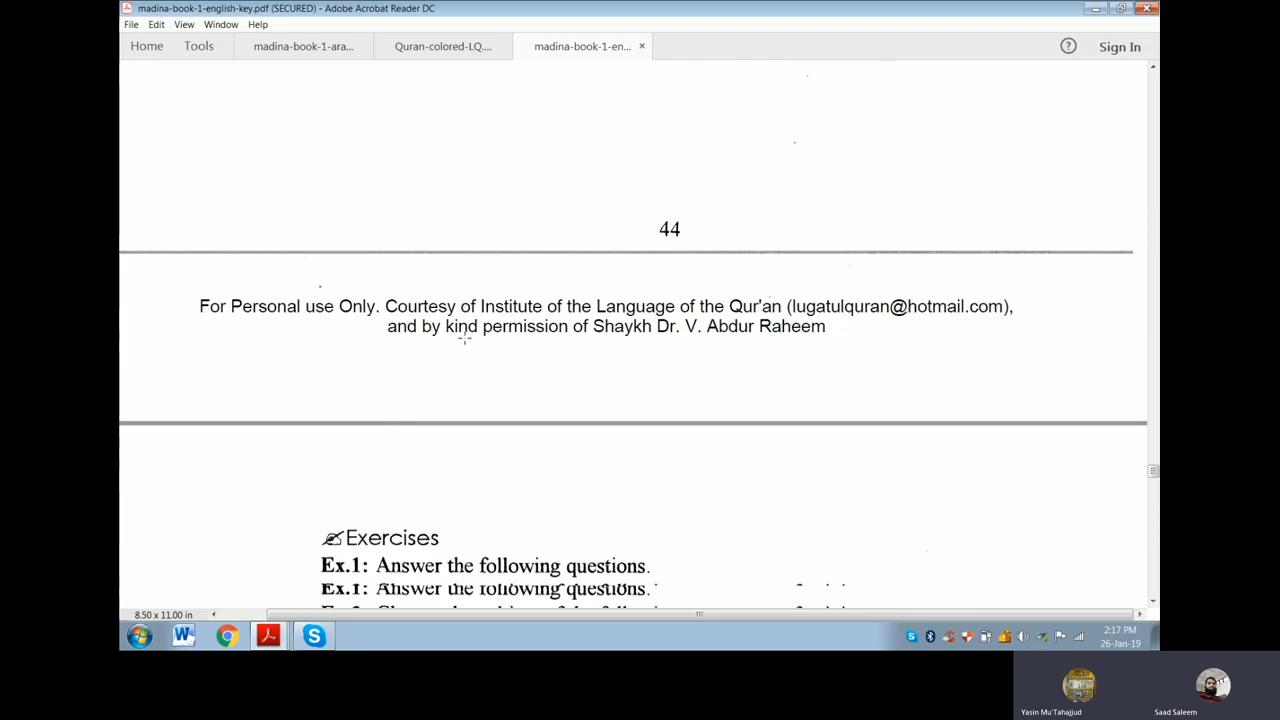 madina-book-1-english-key.pdf (SECURED) - Adobe Acrobat Reader DC
File Edit View Window Help
Home Tools madina-book-1-ara... Quran-colored-LQ.... madina-book-1-en... × ? Sign In
44
For Personal use Only. Courtesy of Institute of the Language of the Qur'an (lugatulquran@hotmail.com),
and by kind permission of Shaykh Dr. V. Abdur Raheem
Exercises
Ex.1: Answer the following questions.
Ex.1: Answer the following questions.
8.50 x 11.00 in
2:17 PM
26-Jan-19
Yasin Mu'Tahajjud Saad Saleem